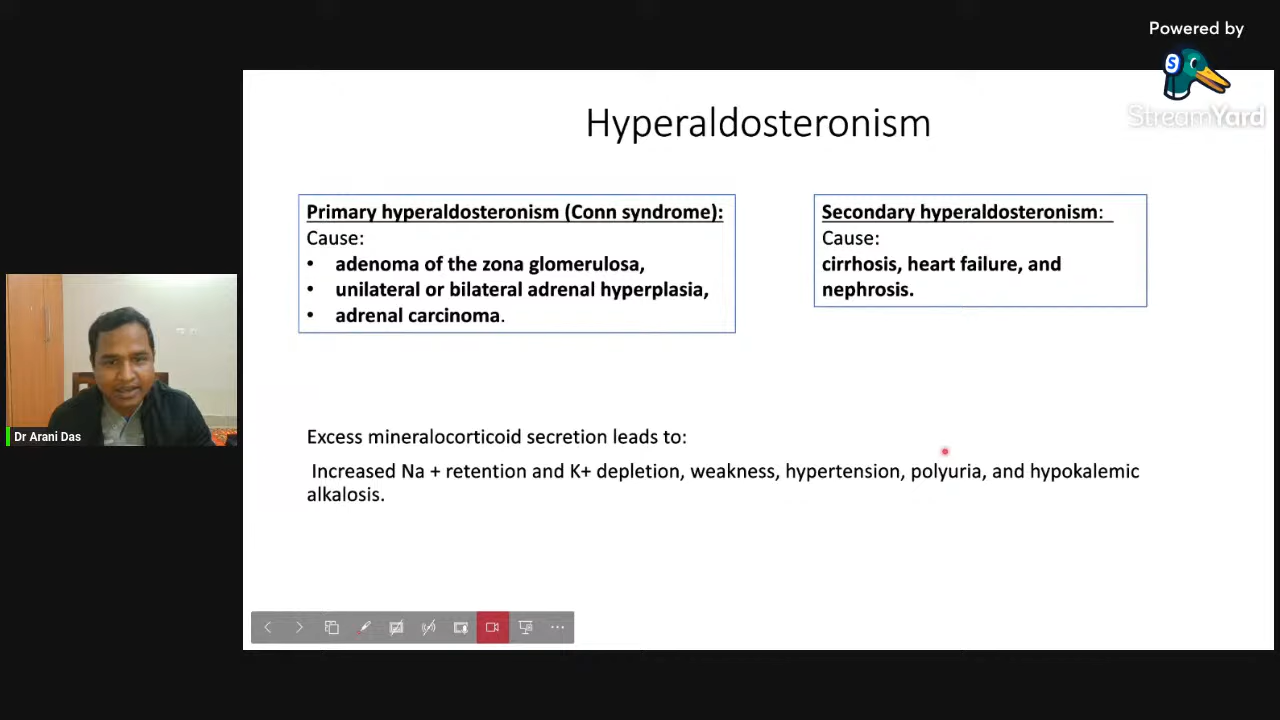 Powered by
StreamYard
Hyperaldosteronism
Primary hyperaldosteronism (Conn syndrome):
Cause:
• adenoma of the zona glomerulosa,
• unilateral or bilateral adrenal hyperplasia,
• adrenal carcinoma.
Secondary hyperaldosteronism:
Cause:
cirrhosis, heart failure, and
nephrosis.
Excess mineralocorticoid secretion leads to:
Increased Na + retention and K+ depletion, weakness, hypertension, polyuria, and hypokalemic
alkalosis.
Dr Arani Das